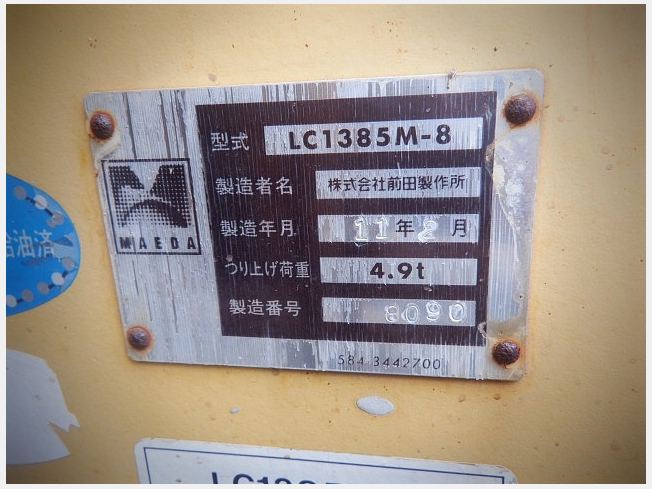 型式 LC1385M-8
製造者名 株式会社前田製作所
MAEDA
製造年月 11年2月
つり上げ荷重 4.9t
製造番号 8090
584-3442700
給油済